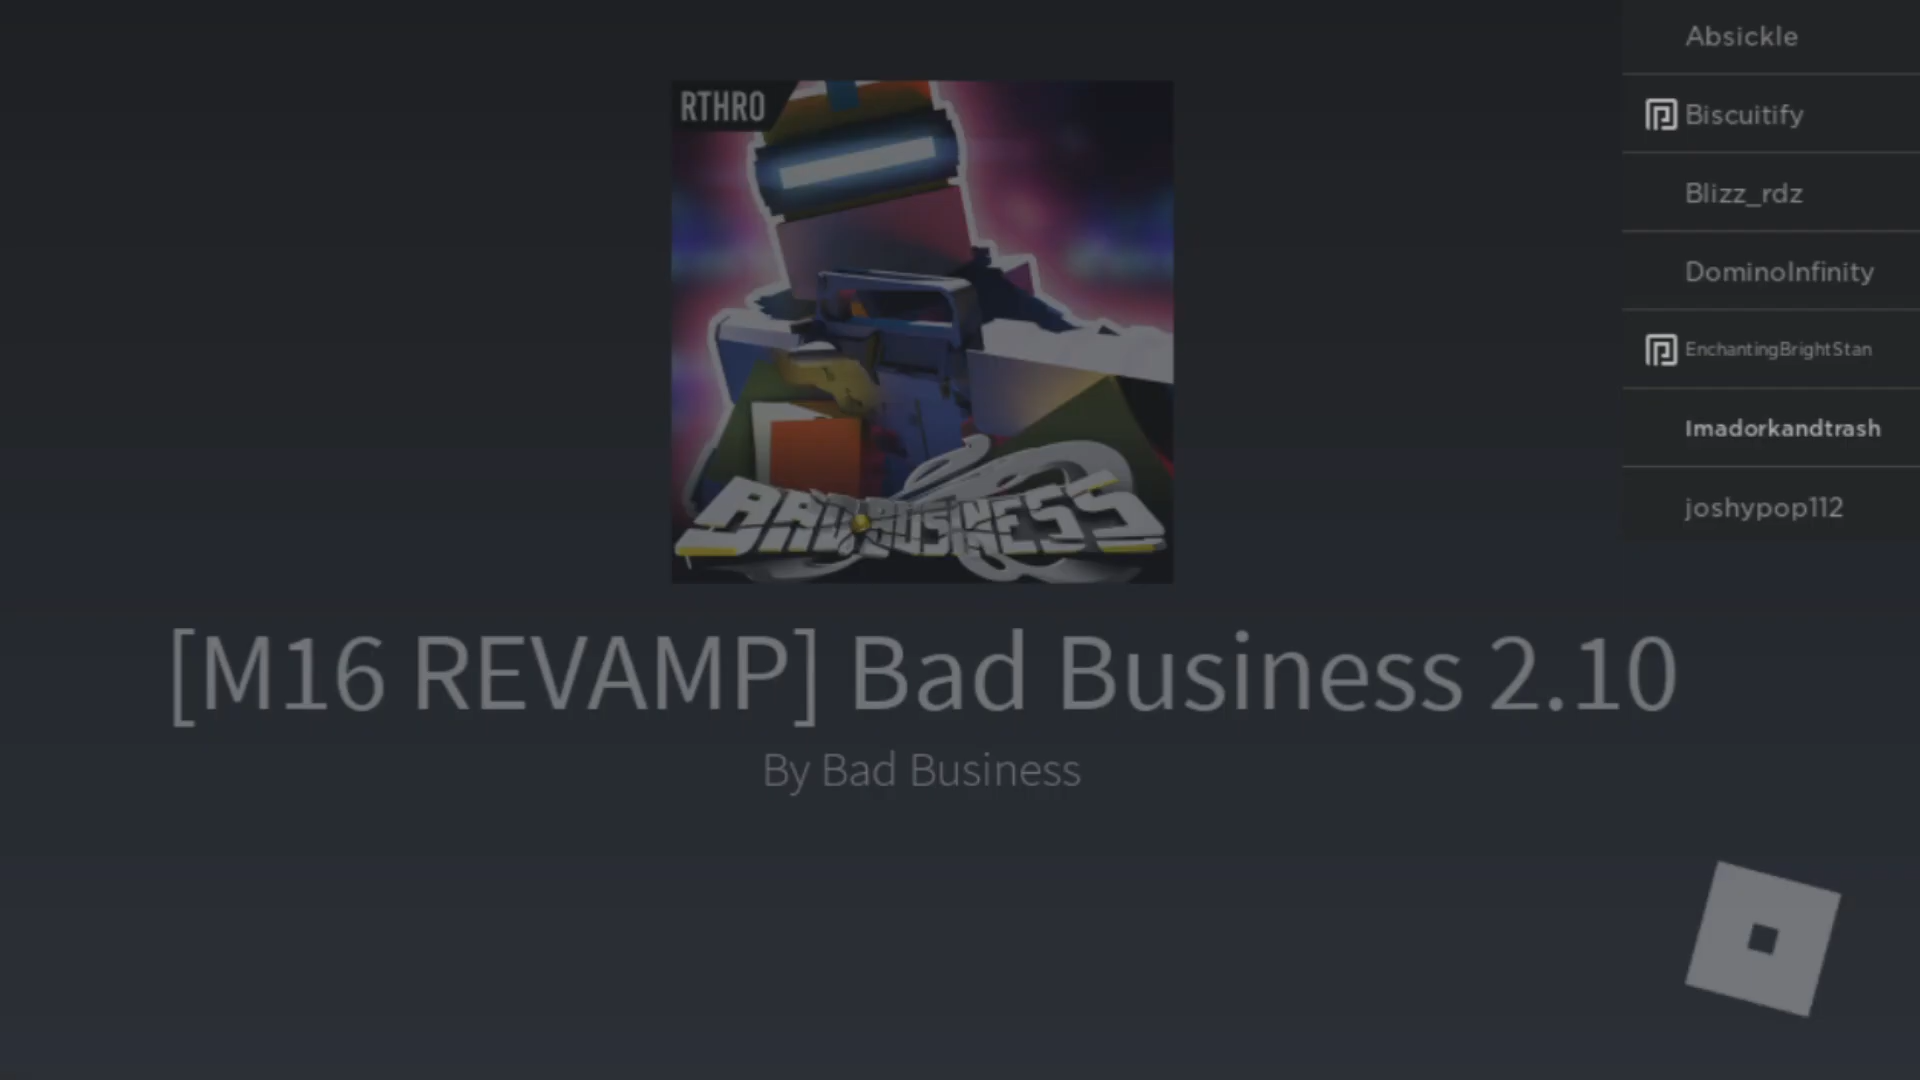 Absickle
Biscuitify
Blizz_rdz
DominoInfinity
EnchantingBrightStan
Imadorkandtrash
joshypop112
RTHRO
BAD BUSINESS
[M16 REVAMP] Bad Business 2.10
By Bad Business